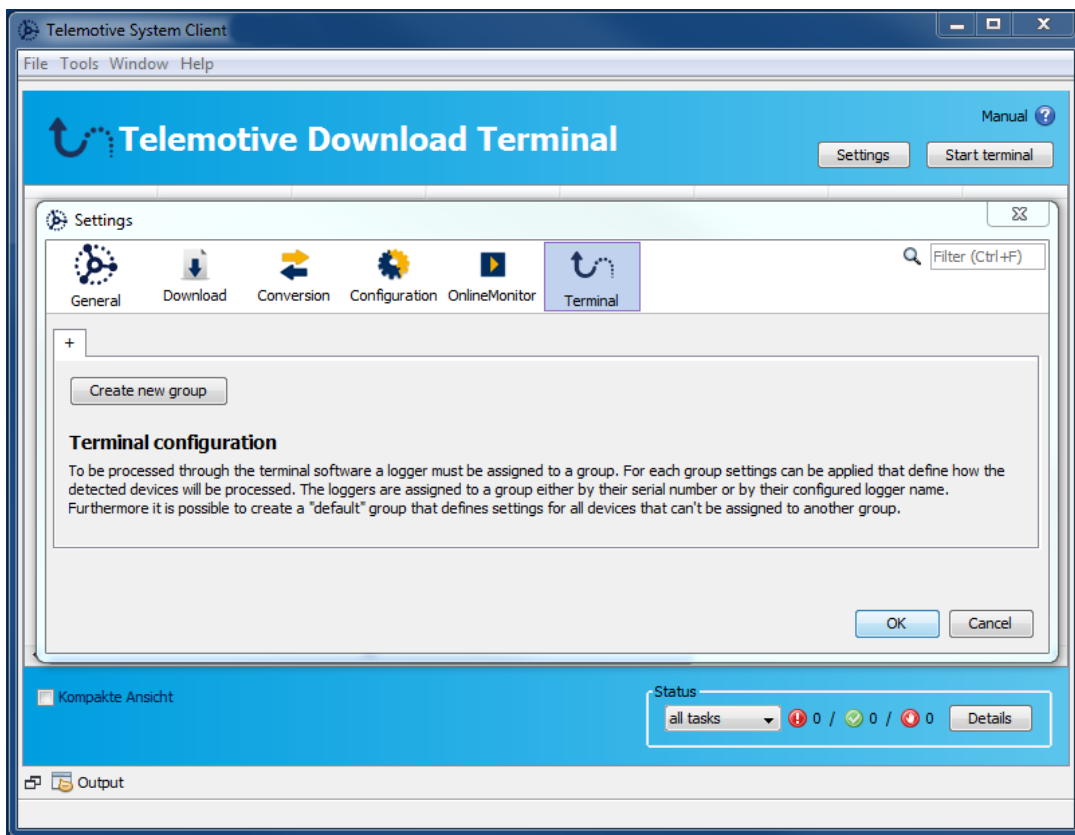 Telemotive System Client
File Tools Window Help
Telemotive Download Terminal
Manual
Settings
Start terminal
Settings
Filter (Ctrl+F)
General
Download
Conversion
Configuration
OnlineMonitor
Terminal
+
Create new group
Terminal configuration
To be processed through the terminal software a logger must be assigned to a group. For each group settings can be applied that define how the
detected devices will be processed. The loggers are assigned to a group either by their serial number or by their configured logger name.
Furthermore it is possible to create a "default" group that defines settings for all devices that can't be assigned to another group.
OK
Cancel
Kompakte Ansicht
Status
all tasks
0 / 0 / 0
Details
Output